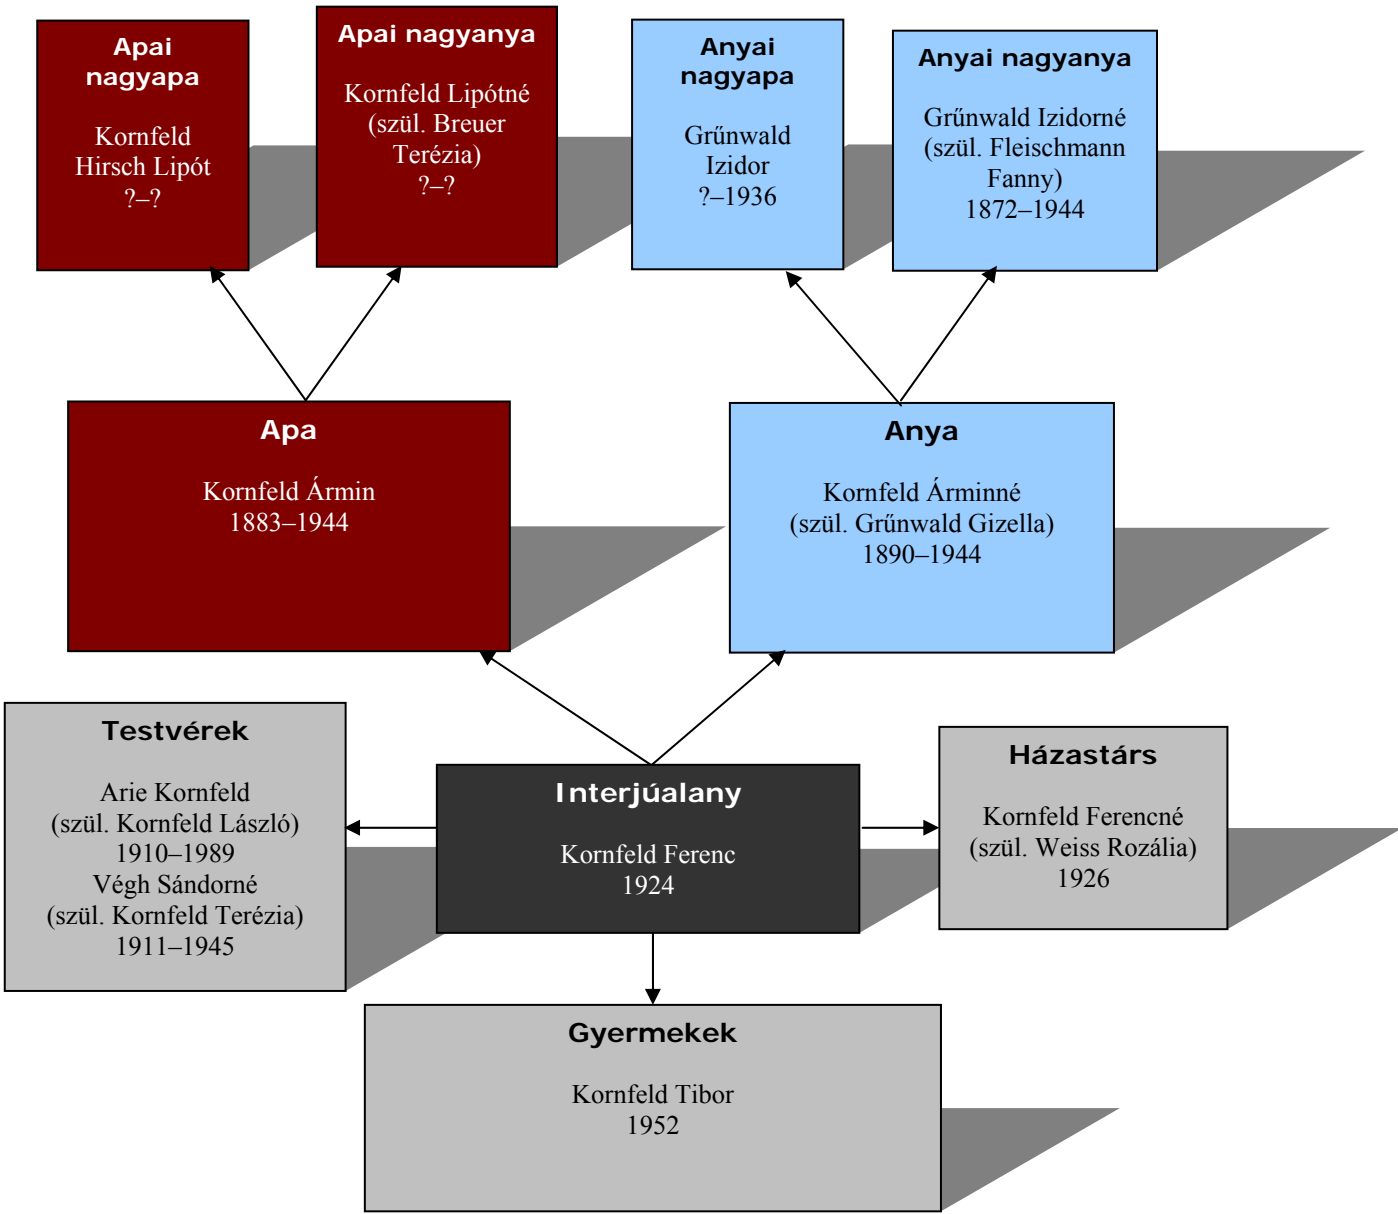 Apai
nagyapa
Kornfeld
Hirsch Lipót
?–?
Apai nagyanya
Kornfeld Lipótné
(szül. Breuer
Terézia)
?–?
Anyai
nagyapa
Grűnwald
Izidor
?–1936
Anyai nagyanya
Grűnwald Izidorné
(szül. Fleischmann
Fanny)
1872–1944
Apa
Kornfeld Ármin
1883–1944
Anya
Kornfeld Árminné
(szül. Grűnwald Gizella)
1890–1944
Testvérek
Arie Kornfeld
(szül. Kornfeld László)
1910–1989
Végh Sándorné
(szül. Kornfeld Terézia)
1911–1945
Interjúalany
Kornfeld Ferenc
1924
Házastárs
Kornfeld Ferencné
(szül. Weiss Rozália)
1926
Gyermekek
Kornfeld Tibor
1952